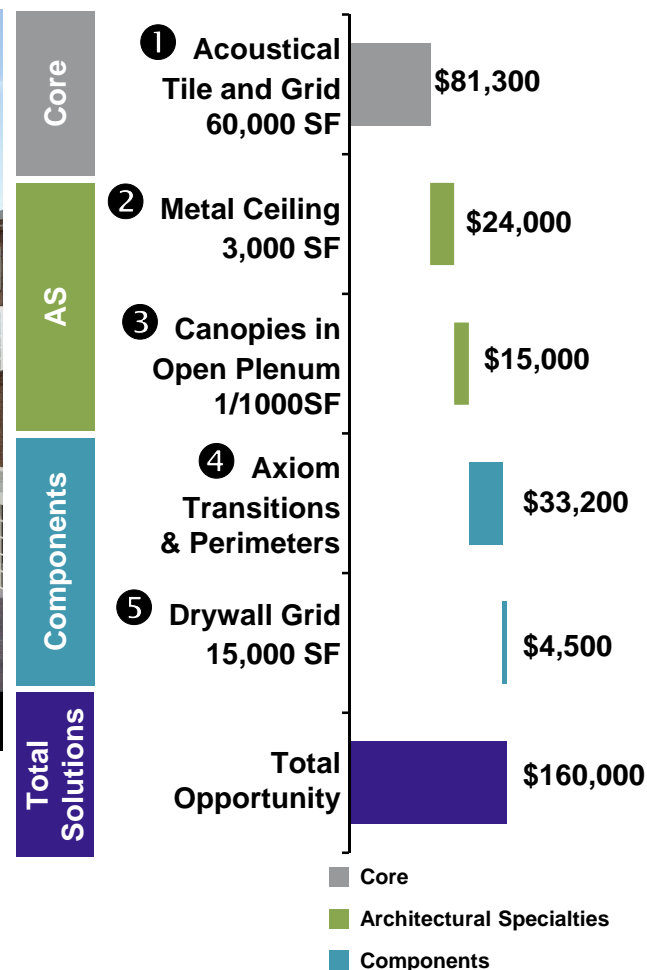 Core
❶ Acoustical
Tile and Grid
60,000 SF
$81,300
AS
❷ Metal Ceiling
3,000 SF
$24,000
❸ Canopies in
Open Plenum
1/1000SF
$15,000
Components
❹ Axiom
Transitions
& Perimeters
$33,200
❺ Drywall Grid
15,000 SF
$4,500
Total
Solutions
Total
Opportunity
$160,000
Core
Architectural Specialties
Components